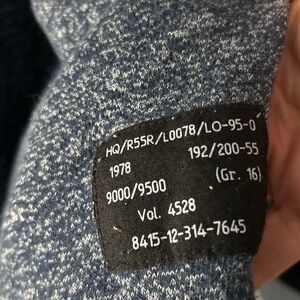 HQ/R55R/L0078/LO-95-0
1978 192/200-55
9000/9500 (Gr. 16)
Vol. 4528
8415-12-314-7645